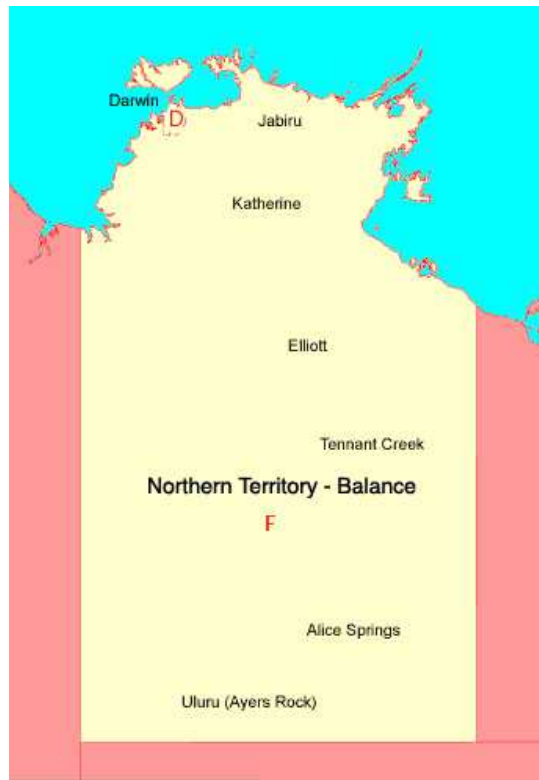 Darwin
D
Jabiru
Katherine
Elliott
Tennant Creek
Northern Territory - Balance
F
Alice Springs
Uluru (Ayers Rock)